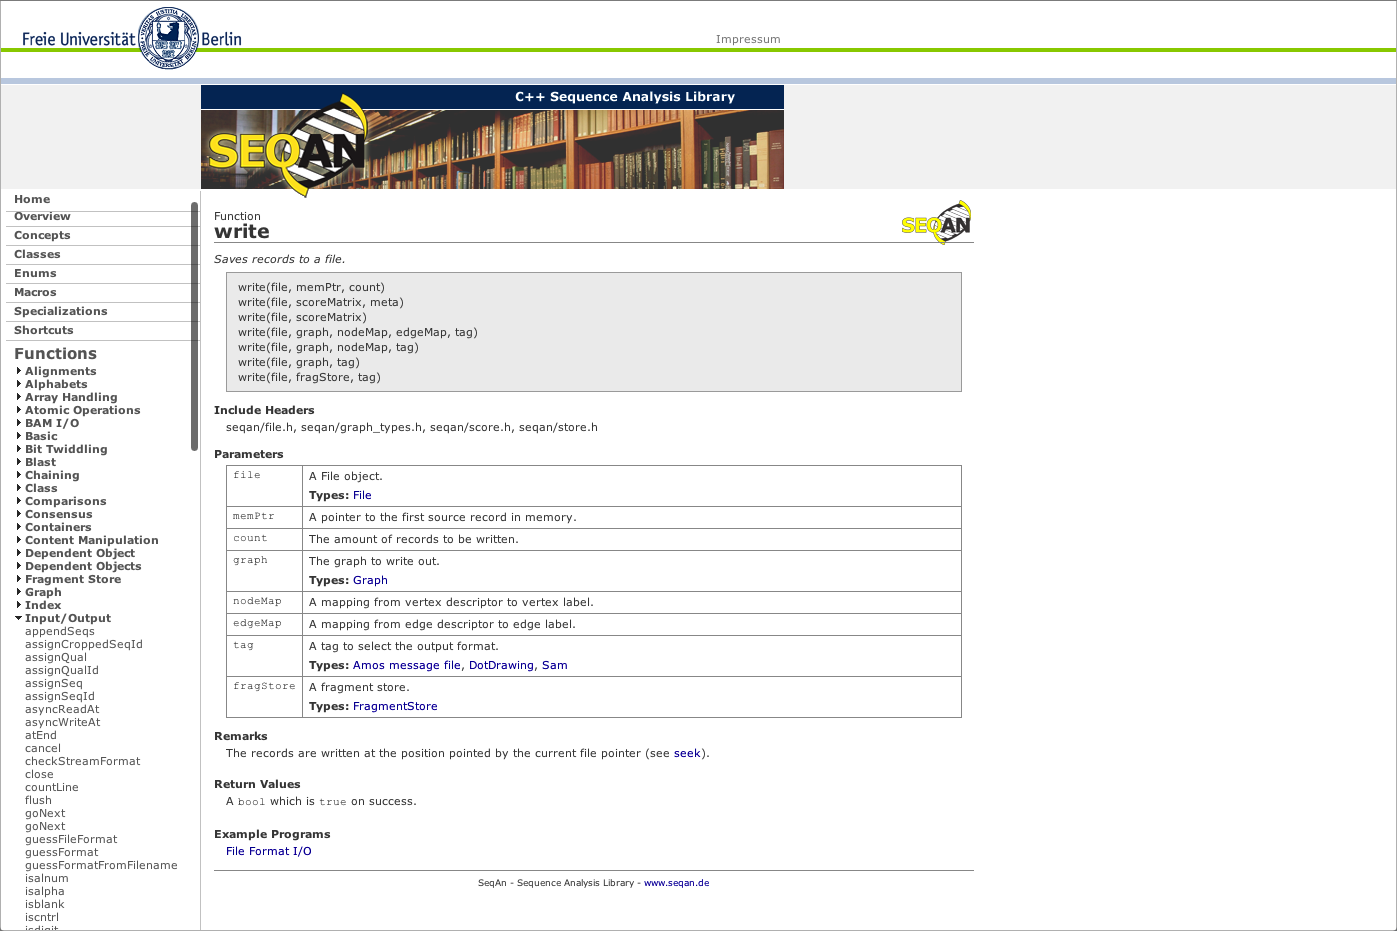 Freie Universität Berlin
Impressum
C++ Sequence Analysis Library
SEQAN
Home
Overview
Concepts
Classes
Enums
Macros
Specializations
Shortcuts
Functions
Alignments
Alphabets
Array Handling
Atomic Operations
BAM I/O
Basic
Bit Twiddling
Blast
Chaining
Class
Comparisons
Consensus
Containers
Content Manipulation
Dependent Object
Dependent Objects
Fragment Store
Graph
Index
Input/Output
appendSeqs
assignCroppedSeqId
assignQual
assignQualId
assignSeq
assignSeqId
asyncReadAt
asyncWriteAt
atEnd
cancel
checkStreamFormat
close
countLine
flush
goNext
goNext
guessFileFormat
guessFormat
guessFormatFromFilename
isalnum
isalpha
isblank
iscntrl
isdigit
Function
write
SEQAN
Saves records to a file.
write(file, memPtr, count)
write(file, scoreMatrix, meta)
write(file, scoreMatrix)
write(file, graph, nodeMap, edgeMap, tag)
write(file, graph, nodeMap, tag)
write(file, graph, tag)
write(file, fragStore, tag)
Include Headers
seqan/file.h, seqan/graph_types.h, seqan/score.h, seqan/store.h
Parameters
file A File object.
Types: File
memPtr A pointer to the first source record in memory.
count The amount of records to be written.
graph The graph to write out.
Types: Graph
nodeMap A mapping from vertex descriptor to vertex label.
edgeMap A mapping from edge descriptor to edge label.
tag A tag to select the output format.
Types: Amos message file, DotDrawing, Sam
fragStore A fragment store.
Types: FragmentStore
Remarks
The records are written at the position pointed by the current file pointer (see seek).
Return Values
A bool which is true on success.
Example Programs
File Format I/O
SeqAn - Sequence Analysis Library - www.seqan.de